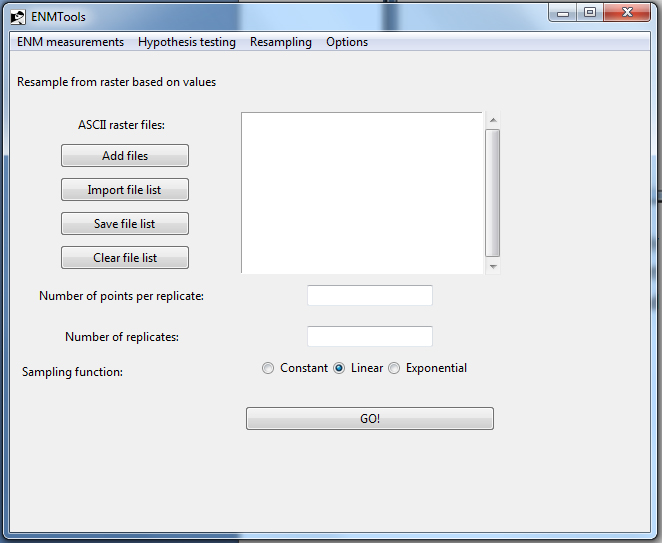 ENMTools
ENM measurements Hypothesis testing Resampling Options
Resample from raster based on values
ASCII raster files:
Add files
Import file list
Save file list
Clear file list
Number of points per replicate:
Number of replicates:
Sampling function: Constant Linear Exponential
GO!